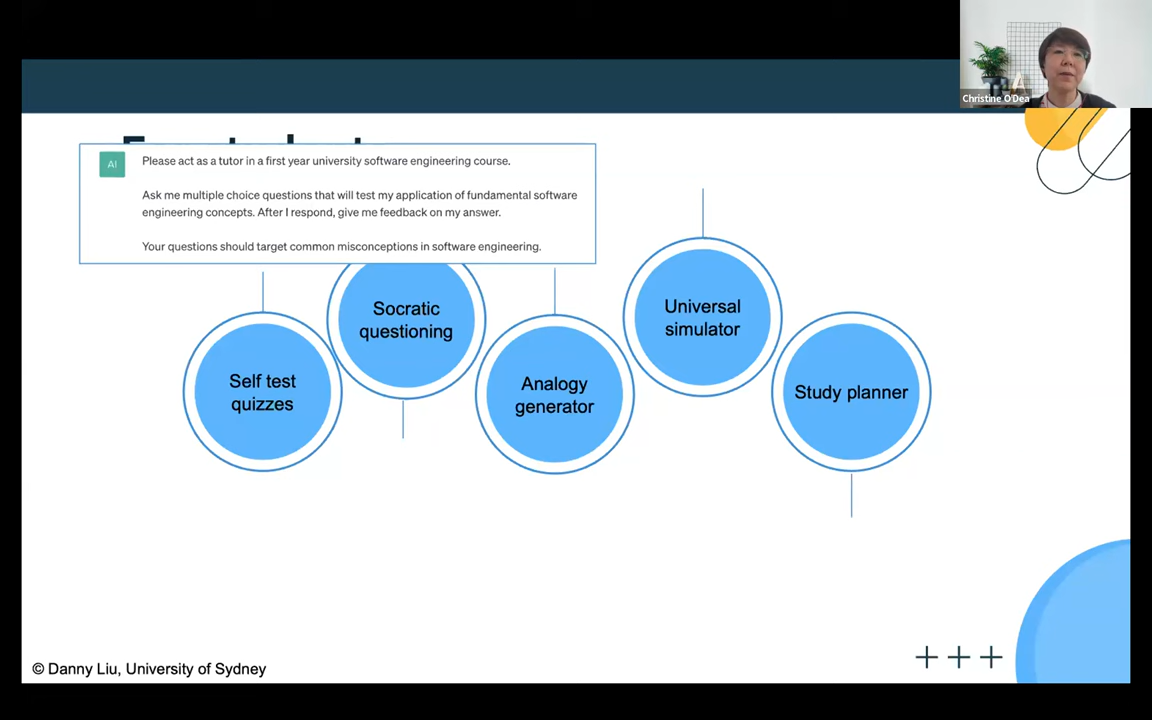 Christine O'Dea
AI
Please act as a tutor in a first year university software engineering course.
Ask me multiple choice questions that will test my application of fundamental software
engineering concepts. After I respond, give me feedback on my answer.
Your questions should target common misconceptions in software engineering.
Self test
quizzes
Socratic
questioning
Analogy
generator
Universal
simulator
Study planner
© Danny Liu, University of Sydney